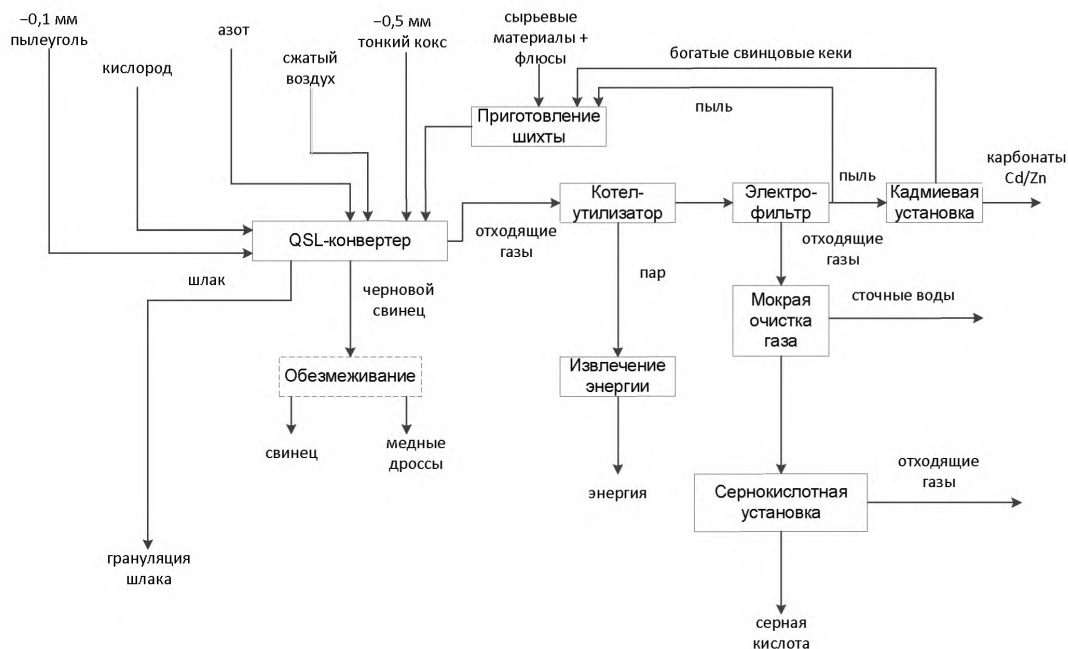 −0,1 мм
пылеуголь
кислород
азот
сжатый
воздух
−0,5 мм
тонкий кокс
сырьевые
материалы +
флюсы
богатые свинцовые кеки
Приготовление
шихты
пыль
карбонаты
Cd/Zn
Котел-
утилизатор
Электро-
фильтр
пыль
Кадмиевая
установка
QSL-конвертер
отходящие
газы
отходящие
газы
шлак
черновой
свинец
пар
Мокрая
очистка
газа
сточные воды
Обезмеживание
Извлечение
энергии
свинец
медные
дроссы
энергия
Сернокислотная
установка
отходящие
газы
грануляция
шлака
серная
кислота